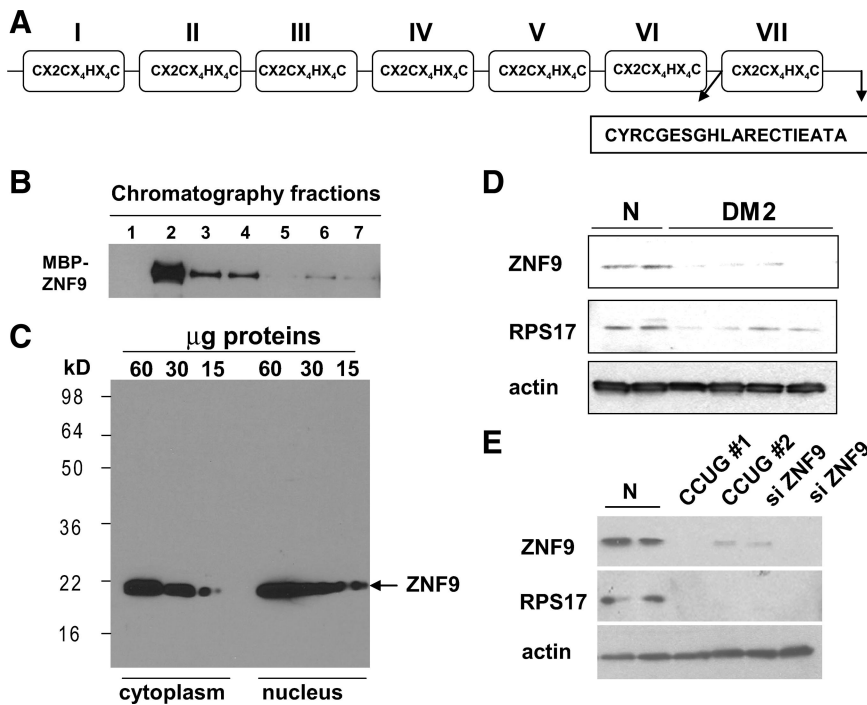 A
I II III IV V VI VII
CX2CX₄HX₄C CX2CX₄HX₄C CX2CX₄HX₄C CX2CX₄HX₄C CX2CX₄HX₄C CX2CX₄HX₄C CX2CX₄HX₄C
CYRCGESGHLARECTIEATA
B
Chromatography fractions
1 2 3 4 5 6 7
MBP-
ZNF9
C
μg proteins
kD 60 30 15 60 30 15
98
64
50
36
22
16
ZNF9
cytoplasm nucleus
D
N DM2
ZNF9
RPS17
actin
E
N CCUG #1 CCUG #2 si ZNF9 si ZNF9
ZNF9
RPS17
actin